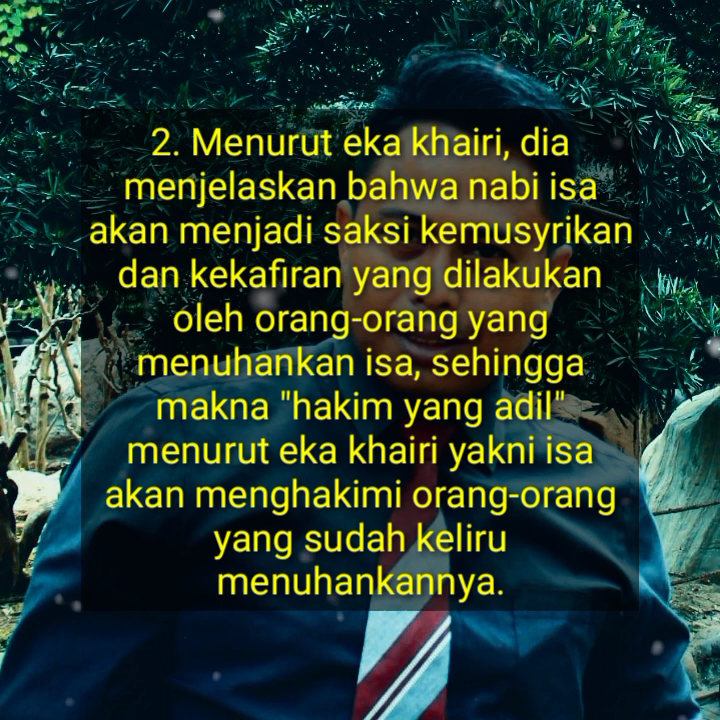 2. Menurut eka khairi, dia
menjelaskan bahwa nabi isa
akan menjadi saksi kemusyrikan
dan kekafiran yang dilakukan
oleh orang-orang yang
menuhankan isa, sehingga
makna "hakim yang adil"
menurut eka khairi yakni isa
akan menghakimi orang-orang
yang sudah keliru
menuhankannya.